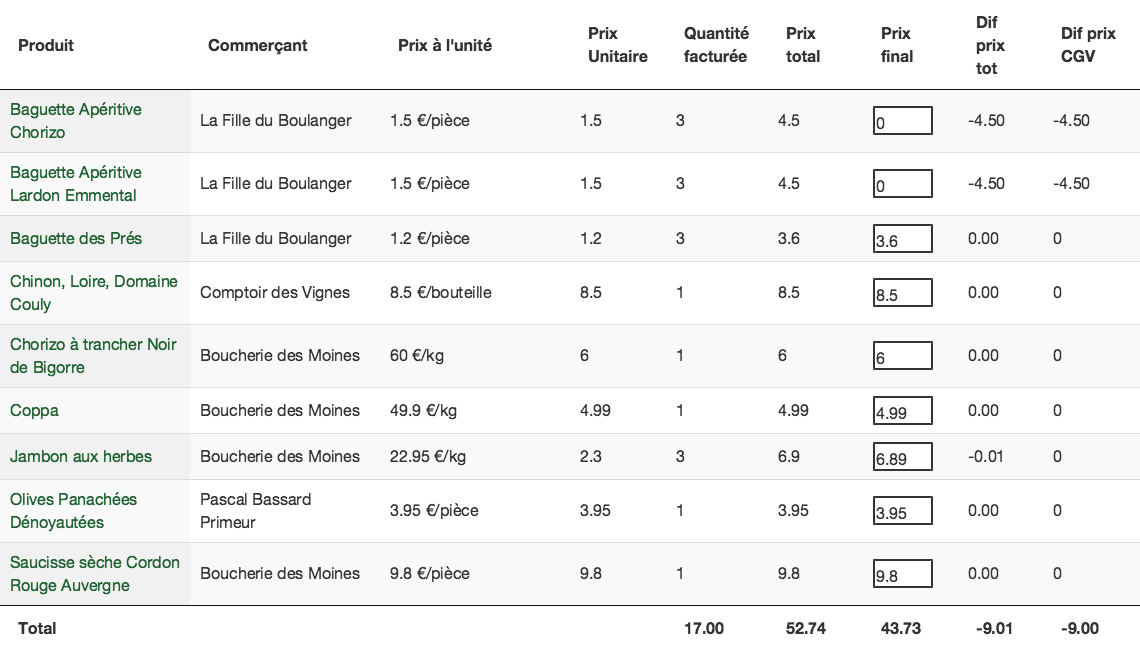 Produit Commerçant Prix à l'unité Prix Unitaire Quantité facturée Prix total Prix final Dif prix tot Dif prix CGV
Baguette Apéritive Chorizo La Fille du Boulanger 1.5 €/pièce 1.5 3 4.5 0 -4.50 -4.50
Baguette Apéritive Lardon Emmental La Fille du Boulanger 1.5 €/pièce 1.5 3 4.5 0 -4.50 -4.50
Baguette des Prés La Fille du Boulanger 1.2 €/pièce 1.2 3 3.6 3.6 0.00 0
Chinon, Loire, Domaine Couly Comptoir des Vignes 8.5 €/bouteille 8.5 1 8.5 8.5 0.00 0
Chorizo à trancher Noir de Bigorre Boucherie des Moines 60 €/kg 6 1 6 6 0.00 0
Coppa Boucherie des Moines 49.9 €/kg 4.99 1 4.99 4.99 0.00 0
Jambon aux herbes Boucherie des Moines 22.95 €/kg 2.3 3 6.9 6.89 -0.01 0
Olives Panachées Dénoyautées Pascal Bassard Primeur 3.95 €/pièce 3.95 1 3.95 3.95 0.00 0
Saucisse sèche Cordon Rouge Auvergne Boucherie des Moines 9.8 €/pièce 9.8 1 9.8 9.8 0.00 0
Total 17.00 52.74 43.73 -9.01 -9.00